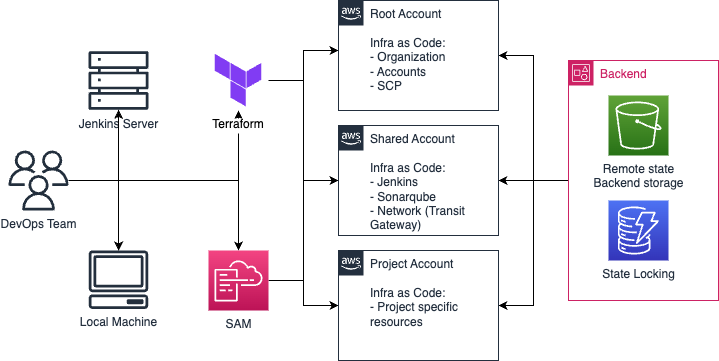 aws
Root Account
Infra as Code:
- Organization
- Accounts
- SCP
Backend
Jenkins Server
Terraform
aws
Shared Account
Infra as Code:
- Jenkins
- Sonarqube
- Network (Transit
Gateway)
Remote state
Backend storage
DevOps Team
aws
Project Account
Infra as Code:
- Project specific
resources
State Locking
Local Machine
SAM